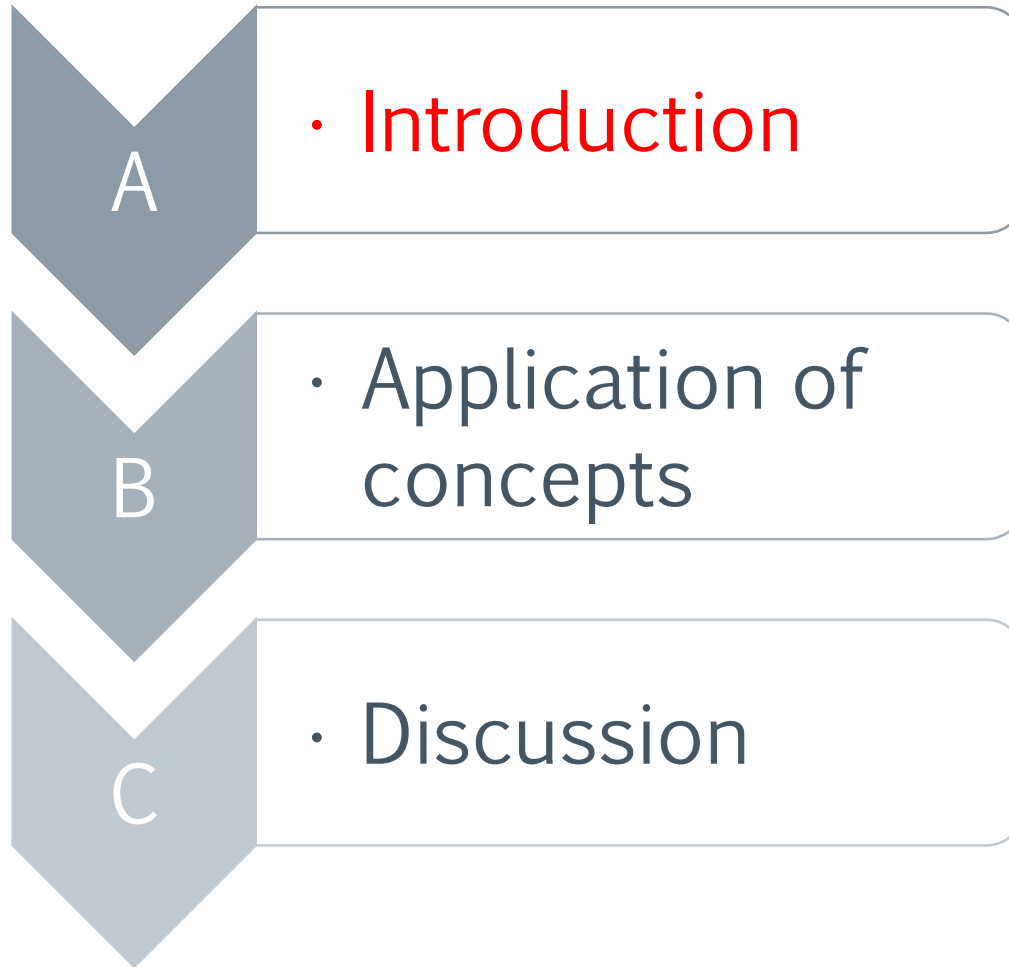 A
· Introduction
B
· Application of
concepts
C
· Discussion